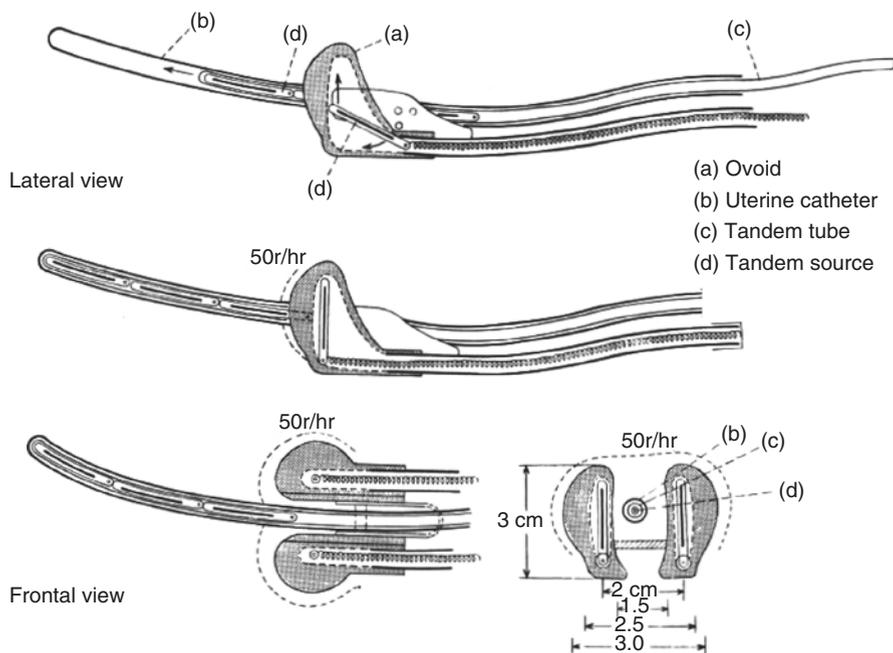 (b)
(d)
(a)
(c)
Lateral view
(d)
(a) Ovoid
(b) Uterine catheter
(c) Tandem tube
(d) Tandem source
50r/hr
50r/hr
50r/hr
(b)
(c)
(d)
3 cm
Frontal view
2 cm
1.5
2.5
3.0